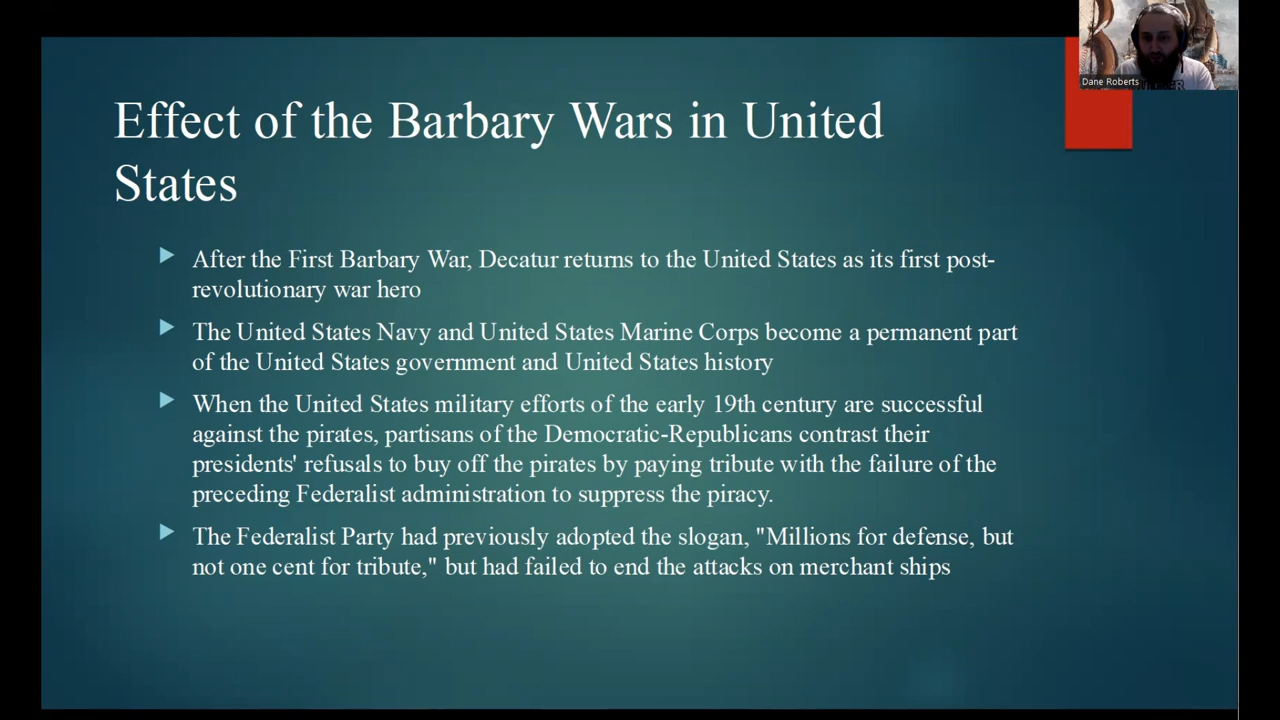 Dane Roberts
Effect of the Barbary Wars in United
States
After the First Barbary War, Decatur returns to the United States as its first post-
revolutionary war hero
The United States Navy and United States Marine Corps become a permanent part
of the United States government and United States history
When the United States military efforts of the early 19th century are successful
against the pirates, partisans of the Democratic-Republicans contrast their
presidents' refusals to buy off the pirates by paying tribute with the failure of the
preceding Federalist administration to suppress the piracy.
The Federalist Party had previously adopted the slogan, "Millions for defense, but
not one cent for tribute," but had failed to end the attacks on merchant ships